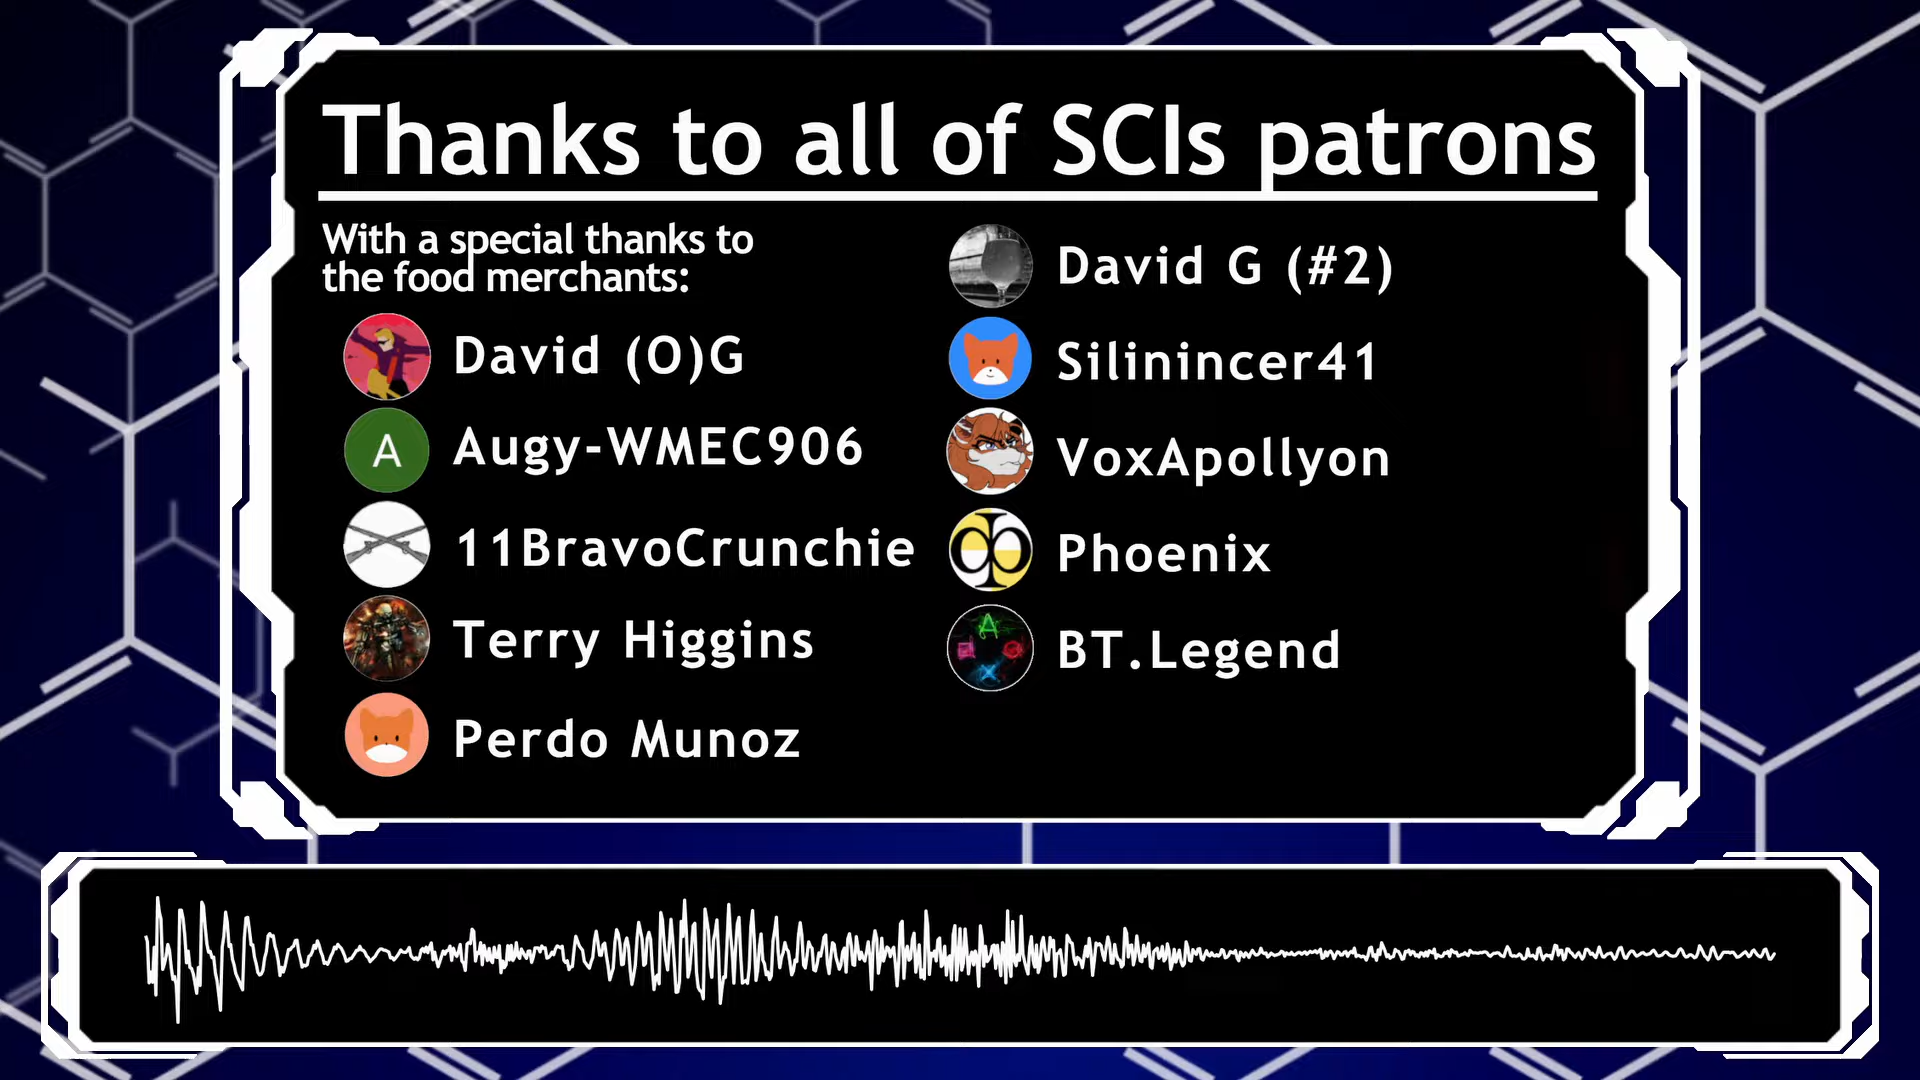 Thanks to all of SCIs patrons
With a special thanks to
the food merchants:
David (O)G
A
Augy-WMEC906
11BravoCrunchie
Terry Higgins
Perdo Munoz
David G (#2)
Silinincer41
VoxApollyon
Phoenix
BT.Legend